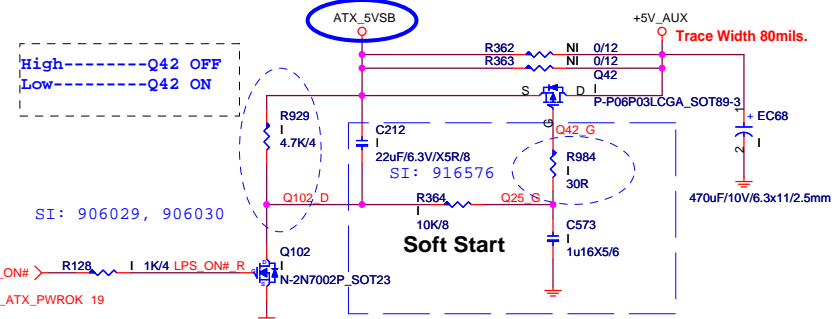 ATX_5VSB
+5V_AUX
Trace Width 80mils.
R362 NI 0/12
R363 NI 0/12
High--------Q42 OFF
Low---------Q42 ON
Q42
I
S D
P-P06P03LCGA_SOT89-3
G
Q42_G
R929
I
4.7K/4
C212
I
22uF/6.3V/X5R/8
SI: 916576
R984
I
30R
1
+ EC68
I
2
470uF/10V/6.3x11/2.5mm
Q102_D
R364
I
10K/8
Q25_G
SI: 906029, 906030
Soft Start
C573
I
1u16X5/6
Q102
I
N-2N7002P_SOT23
_ON#
R128 I 1K/4 LPS_ON#_R
_ATX_PWROK 19